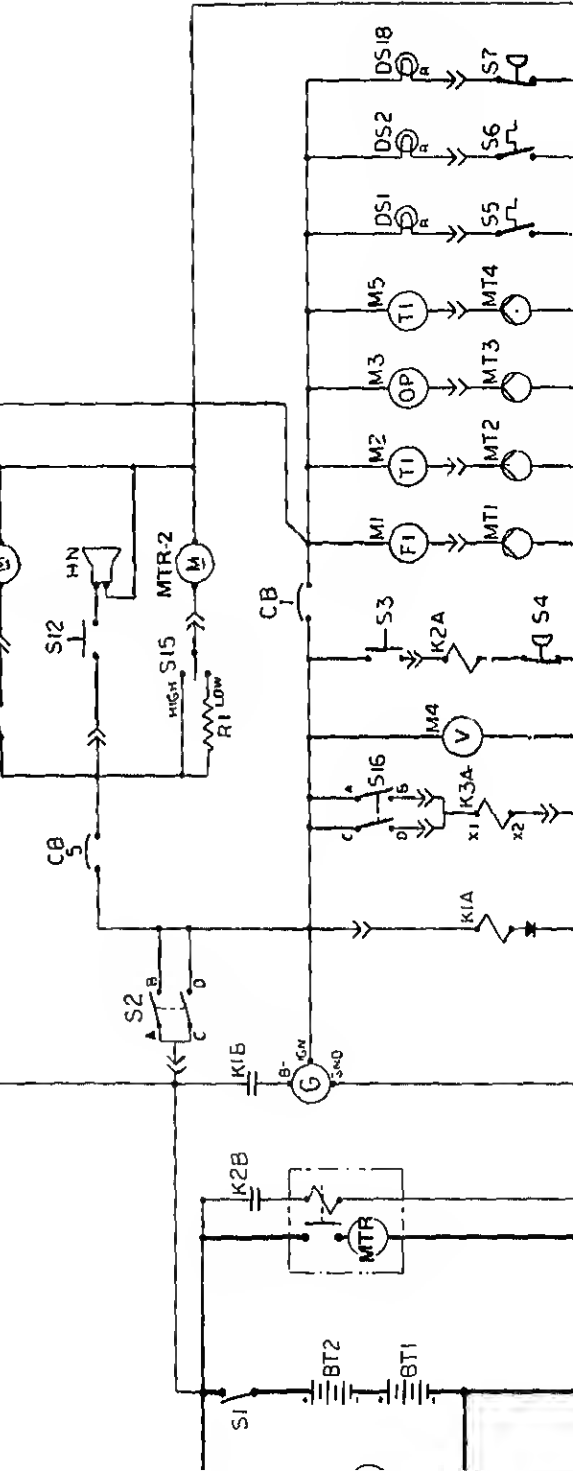 DS18
R
S7
DS2
R
S6
DS1
R
S5
M5
TI
MT4
M3
OP
MT3
M2
TI
MT2
M1
FI
MT1
HN
S12
MTR-2
M
HIGH
S15
LOW
R1
CB
1
S3
K2A
S4
M4
V
CB
5
S16
A
B
C
D
K3A
X1
X2
K1A
S2
A
B
C
D
K1B
B-
IGN
G
GND
K2B
MTR
S1
BT2
BT1